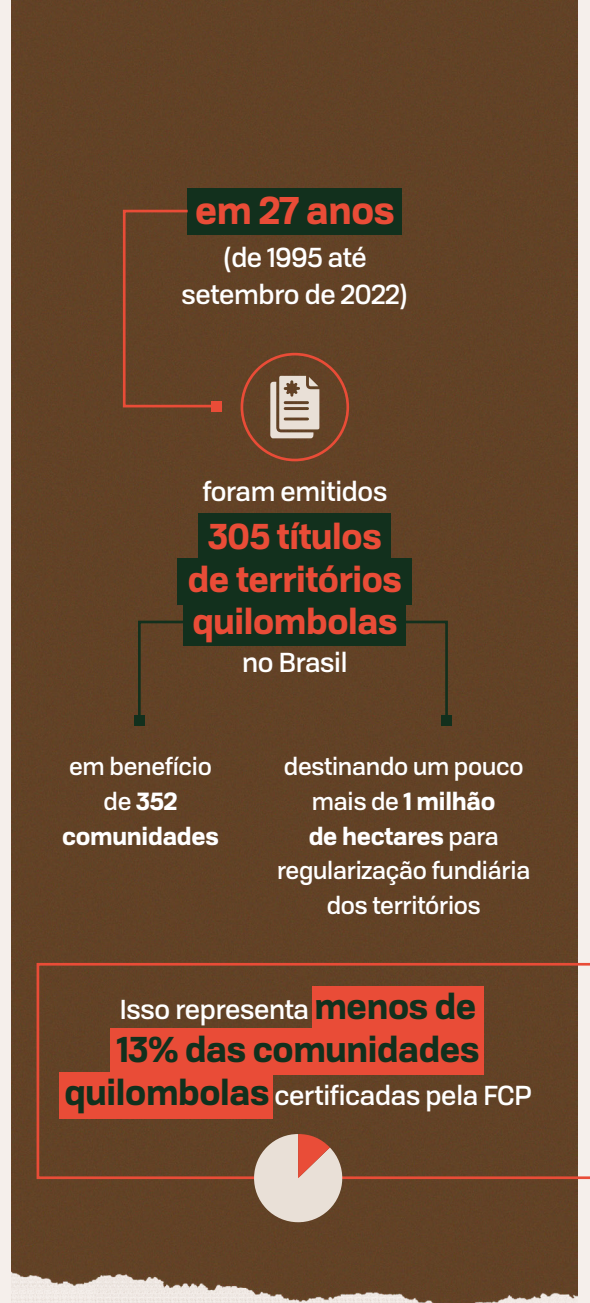 em 27 anos
(de 1995 até
setembro de 2022)
foram emitidos
305 títulos
de territórios
quilombolas
no Brasil
em benefício
de 352
comunidades
destinando um pouco
mais de 1 milhão
de hectares para
regularização fundiária
dos territórios
Isso representa menos de
13% das comunidades
quilombolas certificadas pela FCP